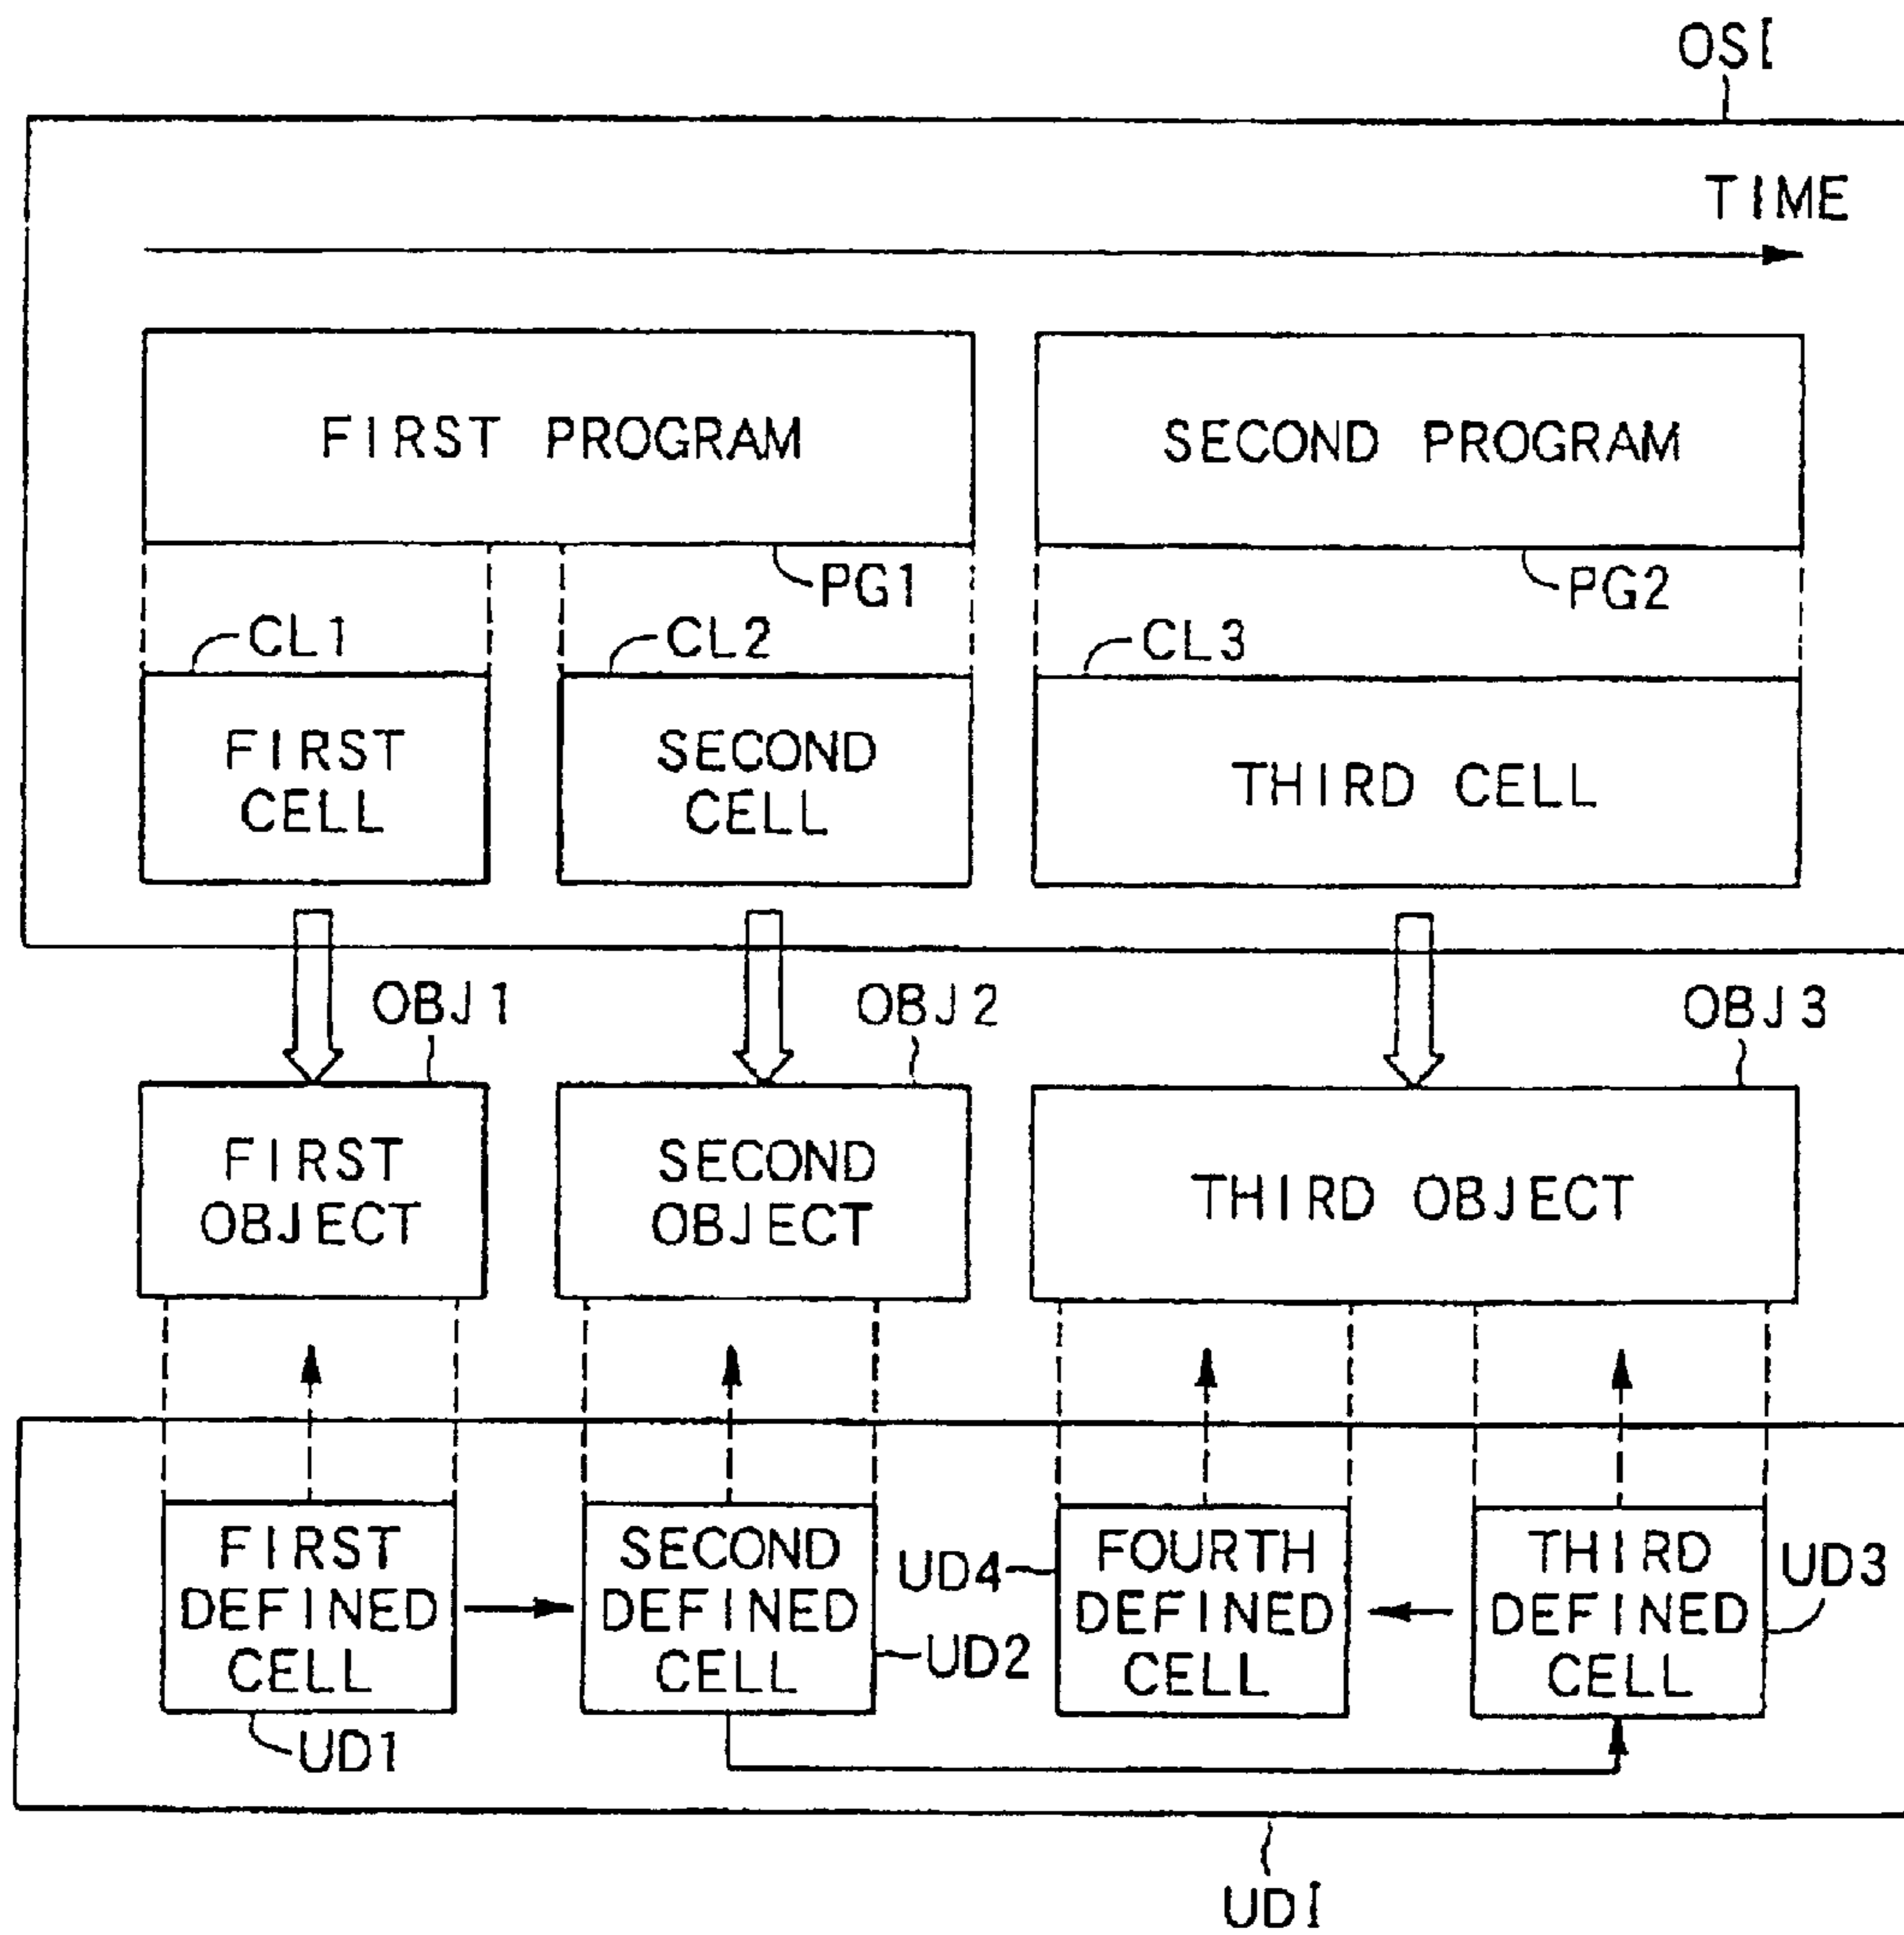 OSI
TIME
FIRST PROGRAM
SECOND PROGRAM
PG1
PG2
CL1
CL2
CL3
FIRST
CELL
SECOND
CELL
THIRD CELL
OBJ1
OBJ2
OBJ3
FIRST
OBJECT
SECOND
OBJECT
THIRD OBJECT
FIRST
DEFINED
CELL
SECOND
DEFINED
CELL
UD4
FOURTH
DEFINED
CELL
THIRD
DEFINED
CELL
UD3
UD2
UD1
UDI